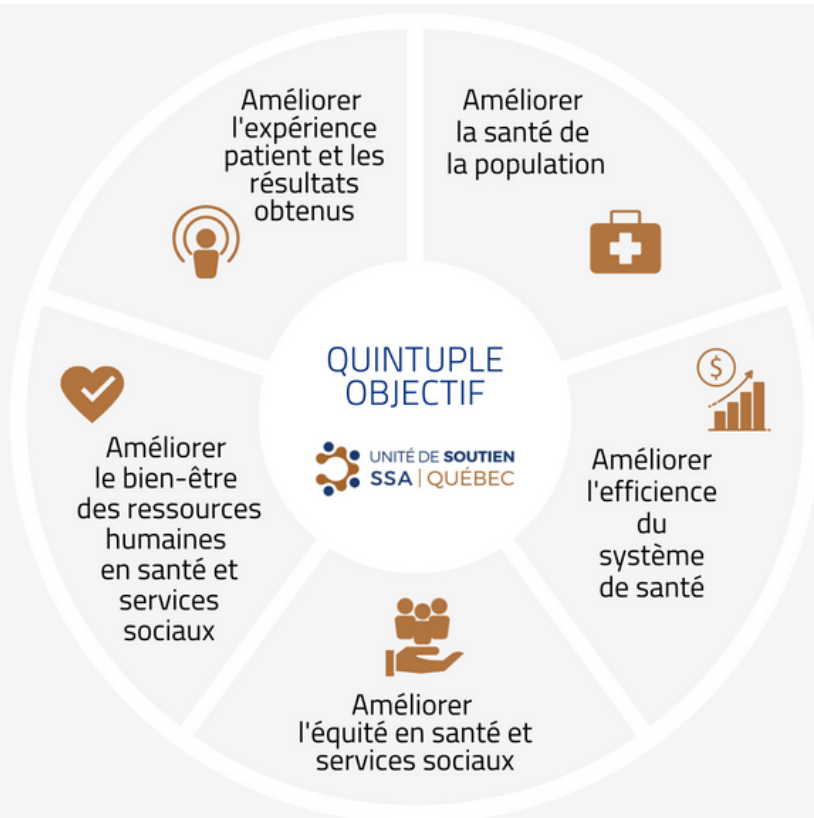 Améliorer
l'expérience
patient et les
résultats
obtenus
Améliorer
la santé de
la population
QUINTUPLE
OBJECTIF
UNITÉ DE SOUTIEN
SSA | QUÉBEC
$
Améliorer
l'efficience
du
système
de santé
Améliorer
le bien-être
des ressources
humaines
en santé et
services
sociaux
Améliorer
l'équité en santé et
services sociaux